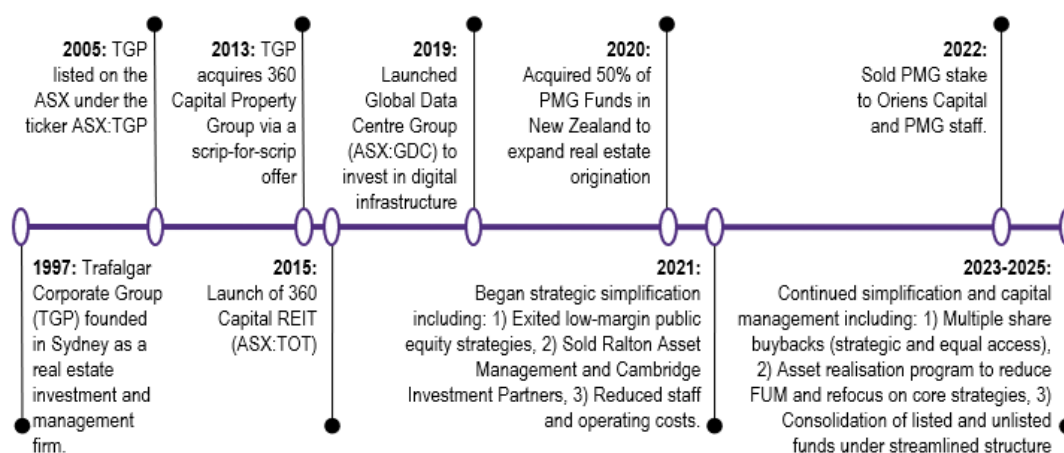 2005: TGP
listed on the
ASX under the
ticker ASX:TGP
2013: TGP
acquires 360
Capital Property
Group via a
scrip-for-scrip
offer
2019:
Launched
Global Data
Centre Group
(ASX:GDC) to
invest in digital
infrastructure
2020:
Acquired 50% of
PMG Funds in
New Zealand to
expand real estate
origination
2022:
Sold PMG stake
to Oriens Capital
and PMG staff.
1997: Trafalgar
Corporate Group
(TGP) founded
in Sydney as a
real estate
investment and
management
firm.
2015:
Launch of 360
Capital REIT
(ASX:TOT)
2021:
Began strategic simplification
including: 1) Exited low-margin public
equity strategies, 2) Sold Ralton Asset
Management and Cambridge
Investment Partners, 3) Reduced staff
and operating costs.
2023-2025:
Continued simplification and capital
management including: 1) Multiple share
buybacks (strategic and equal access),
2) Asset realisation program to reduce
FUM and refocus on core strategies, 3)
Consolidation of listed and unlisted
funds under streamlined structure